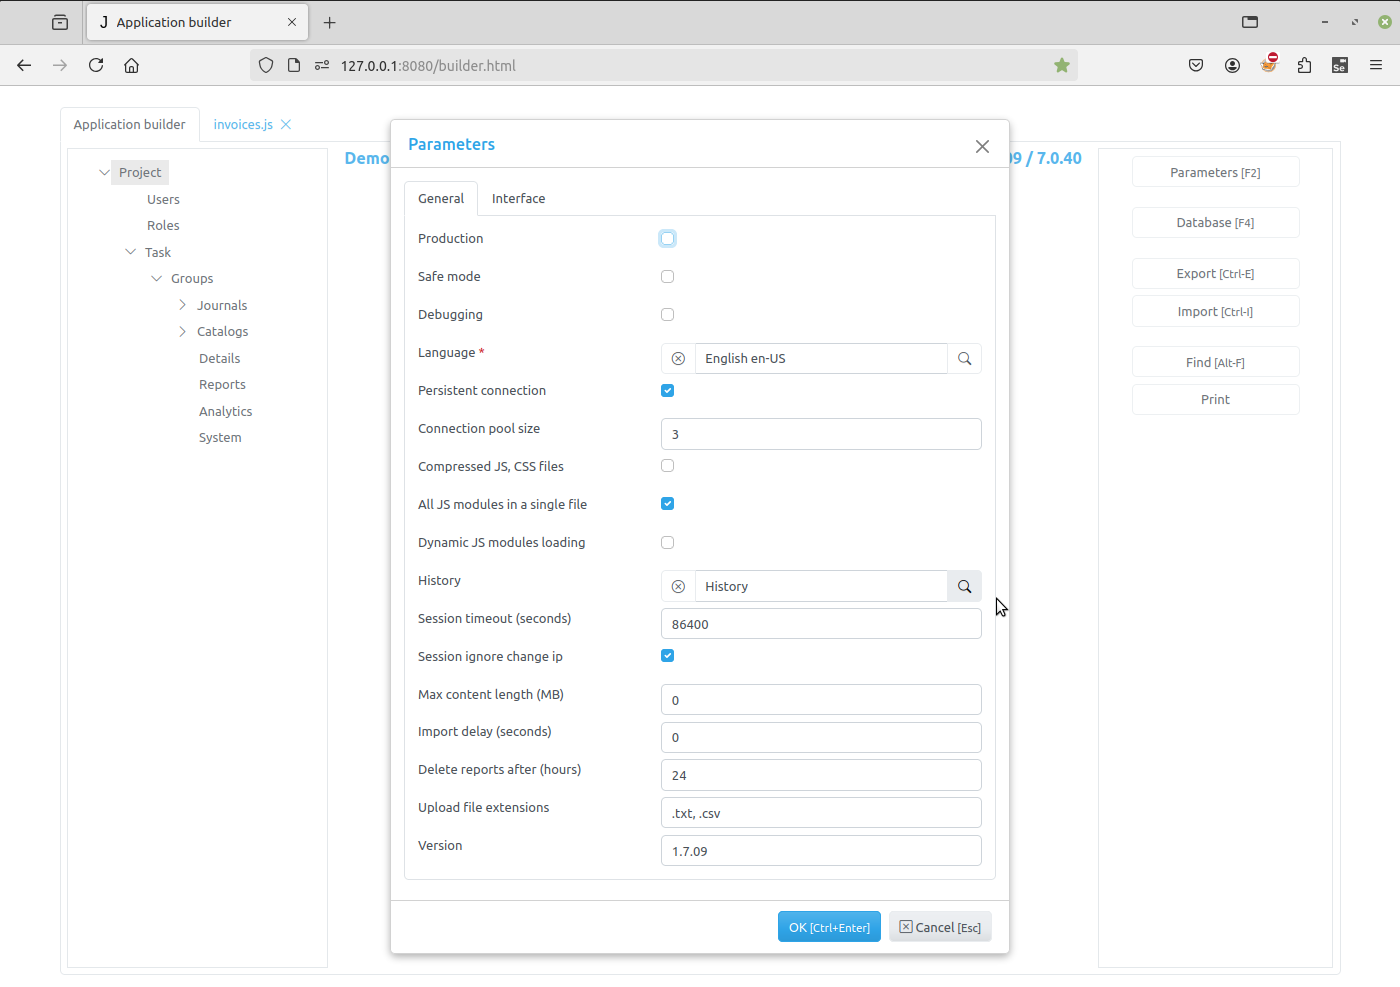 J Application builder
127.0.0.1:8080/builder.html
Se
Application builder
invoices.js
Project
Users
Roles
Task
Groups
Journals
Catalogs
Details
Reports
Analytics
System
Demo
09 / 7.0.40
Parameters
General
Interface
Production
Safe mode
Debugging
Language *
English en-US
Persistent connection
Connection pool size
3
Compressed JS, CSS files
All JS modules in a single file
Dynamic JS modules loading
History
History
Session timeout (seconds)
86400
Session ignore change ip
Max content length (MB)
0
Import delay (seconds)
0
Delete reports after (hours)
24
Upload file extensions
.txt, .csv
Version
1.7.09
OK [Ctrl+Enter]
Cancel [Esc]
Parameters [F2]
Database [F4]
Export [Ctrl-E]
Import [Ctrl-I]
Find [Alt-F]
Print